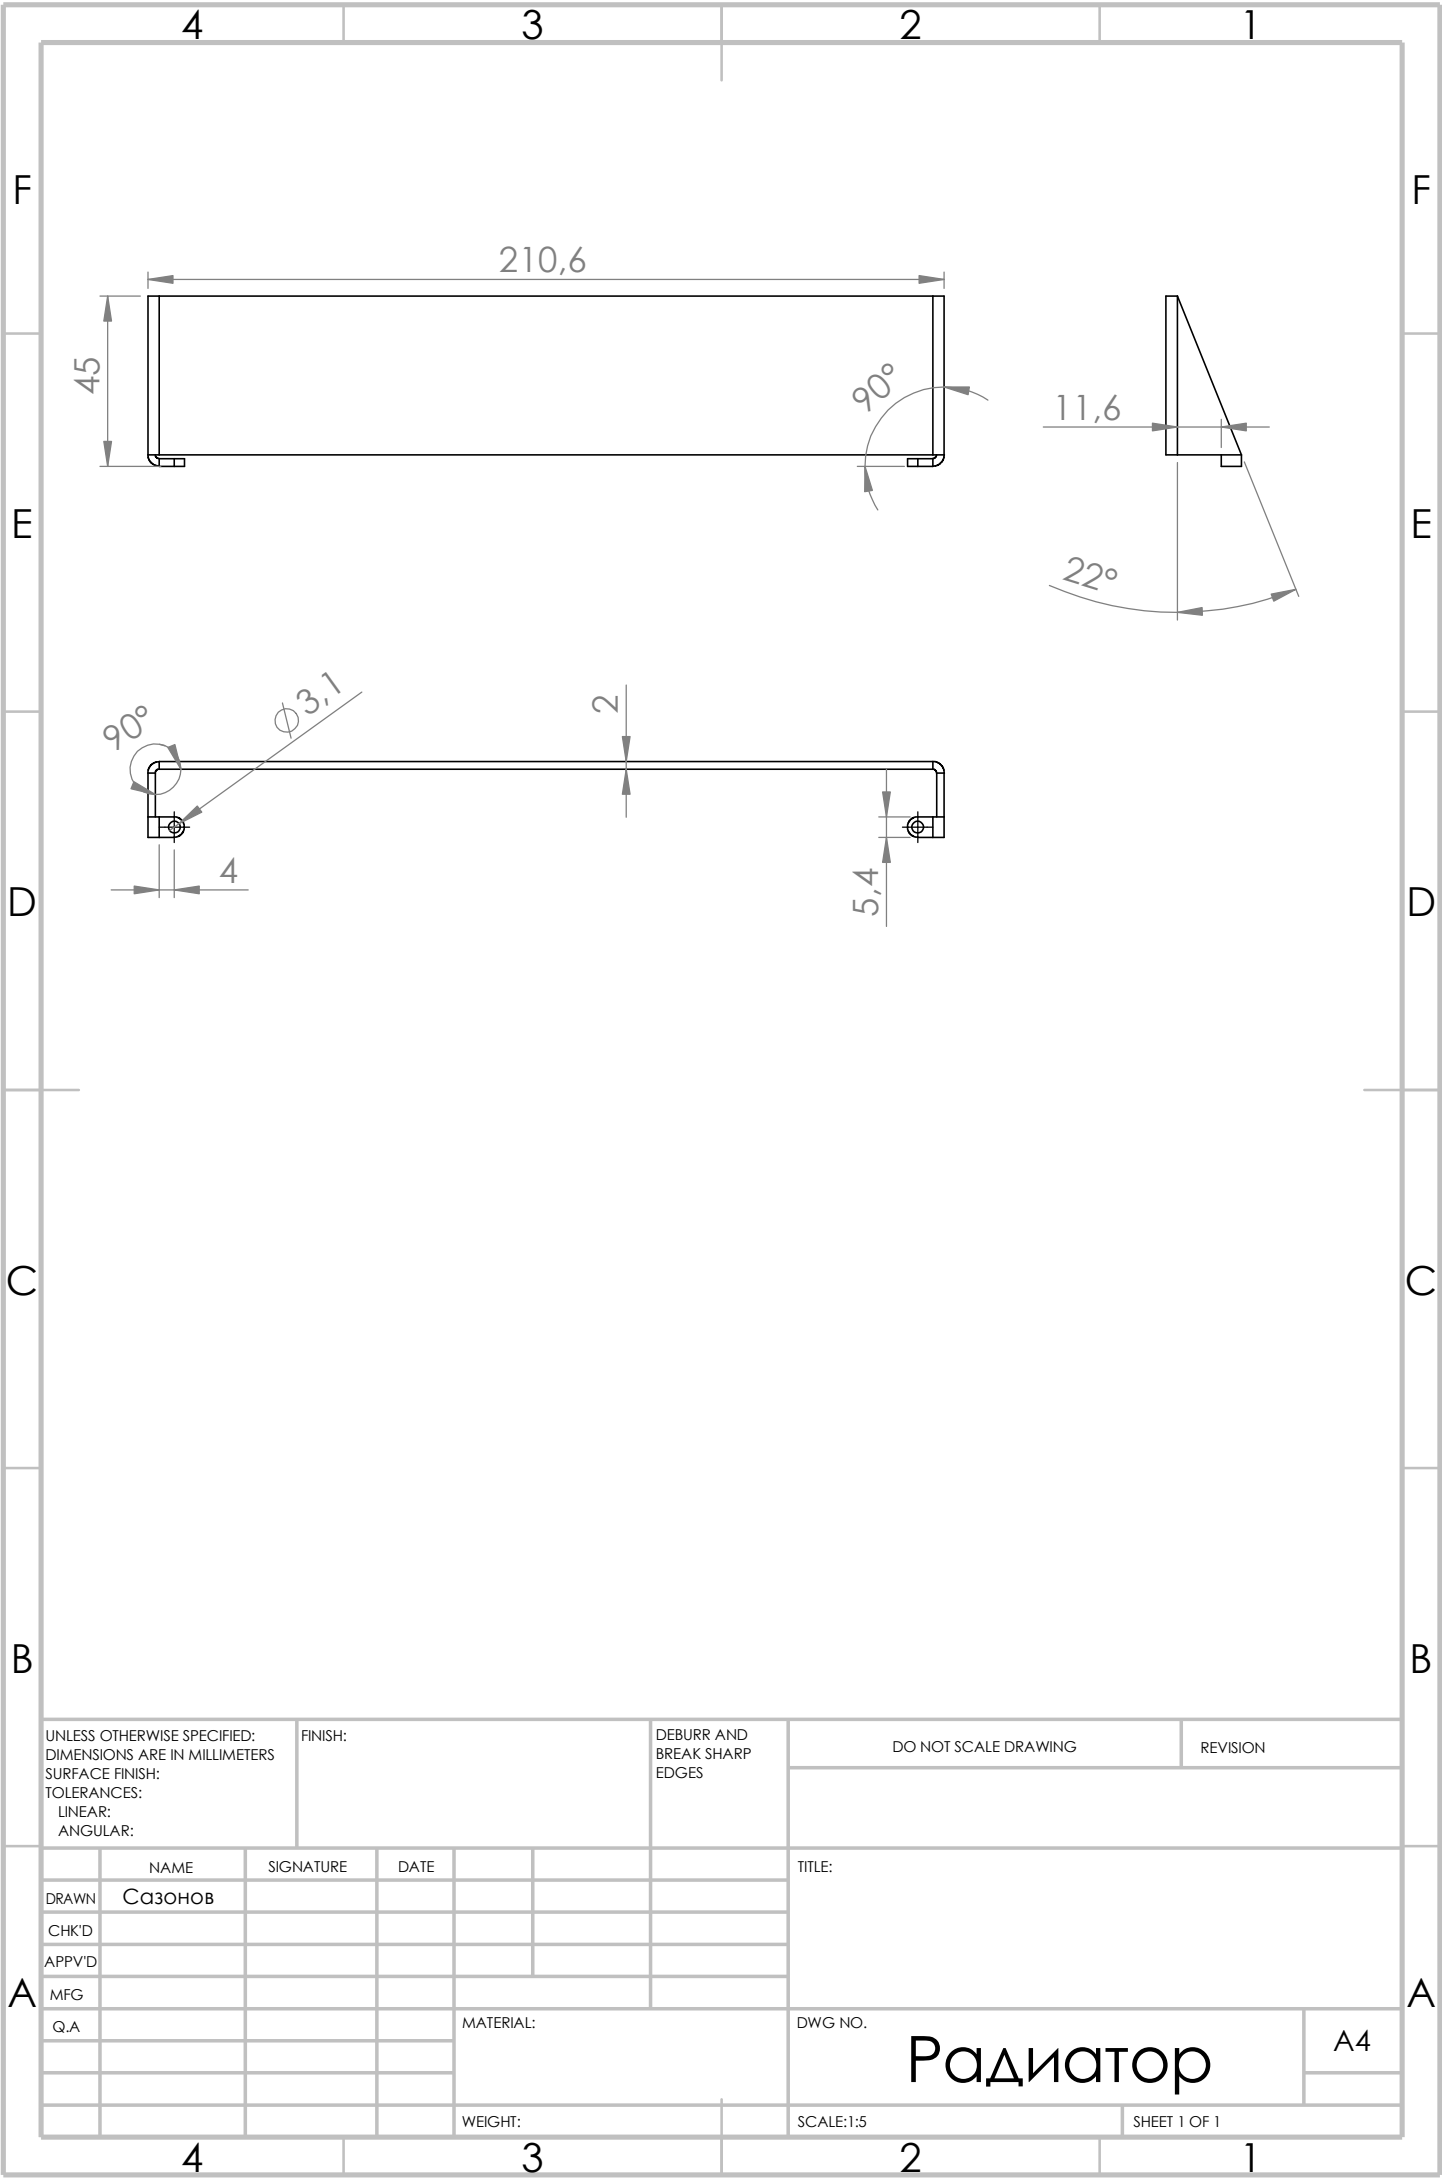 4 3 2 1
F F
210,6
45
90°
11,6
E E
22°
90°
⌀3,1
2
4
5,4
D D
C C
B B
UNLESS OTHERWISE SPECIFIED:
DIMENSIONS ARE IN MILLIMETERS
SURFACE FINISH:
TOLERANCES:
LINEAR:
ANGULAR:
FINISH:
DEBURR AND
BREAK SHARP
EDGES
DO NOT SCALE DRAWING
REVISION
NAME SIGNATURE DATE
TITLE:
DRAWN Сазонов
CHK'D
APPV'D
MFG
A A
Q.A
MATERIAL:
DWG NO.
Радиатор
A4
WEIGHT:
SCALE:1:5
SHEET 1 OF 1
4 3 2 1